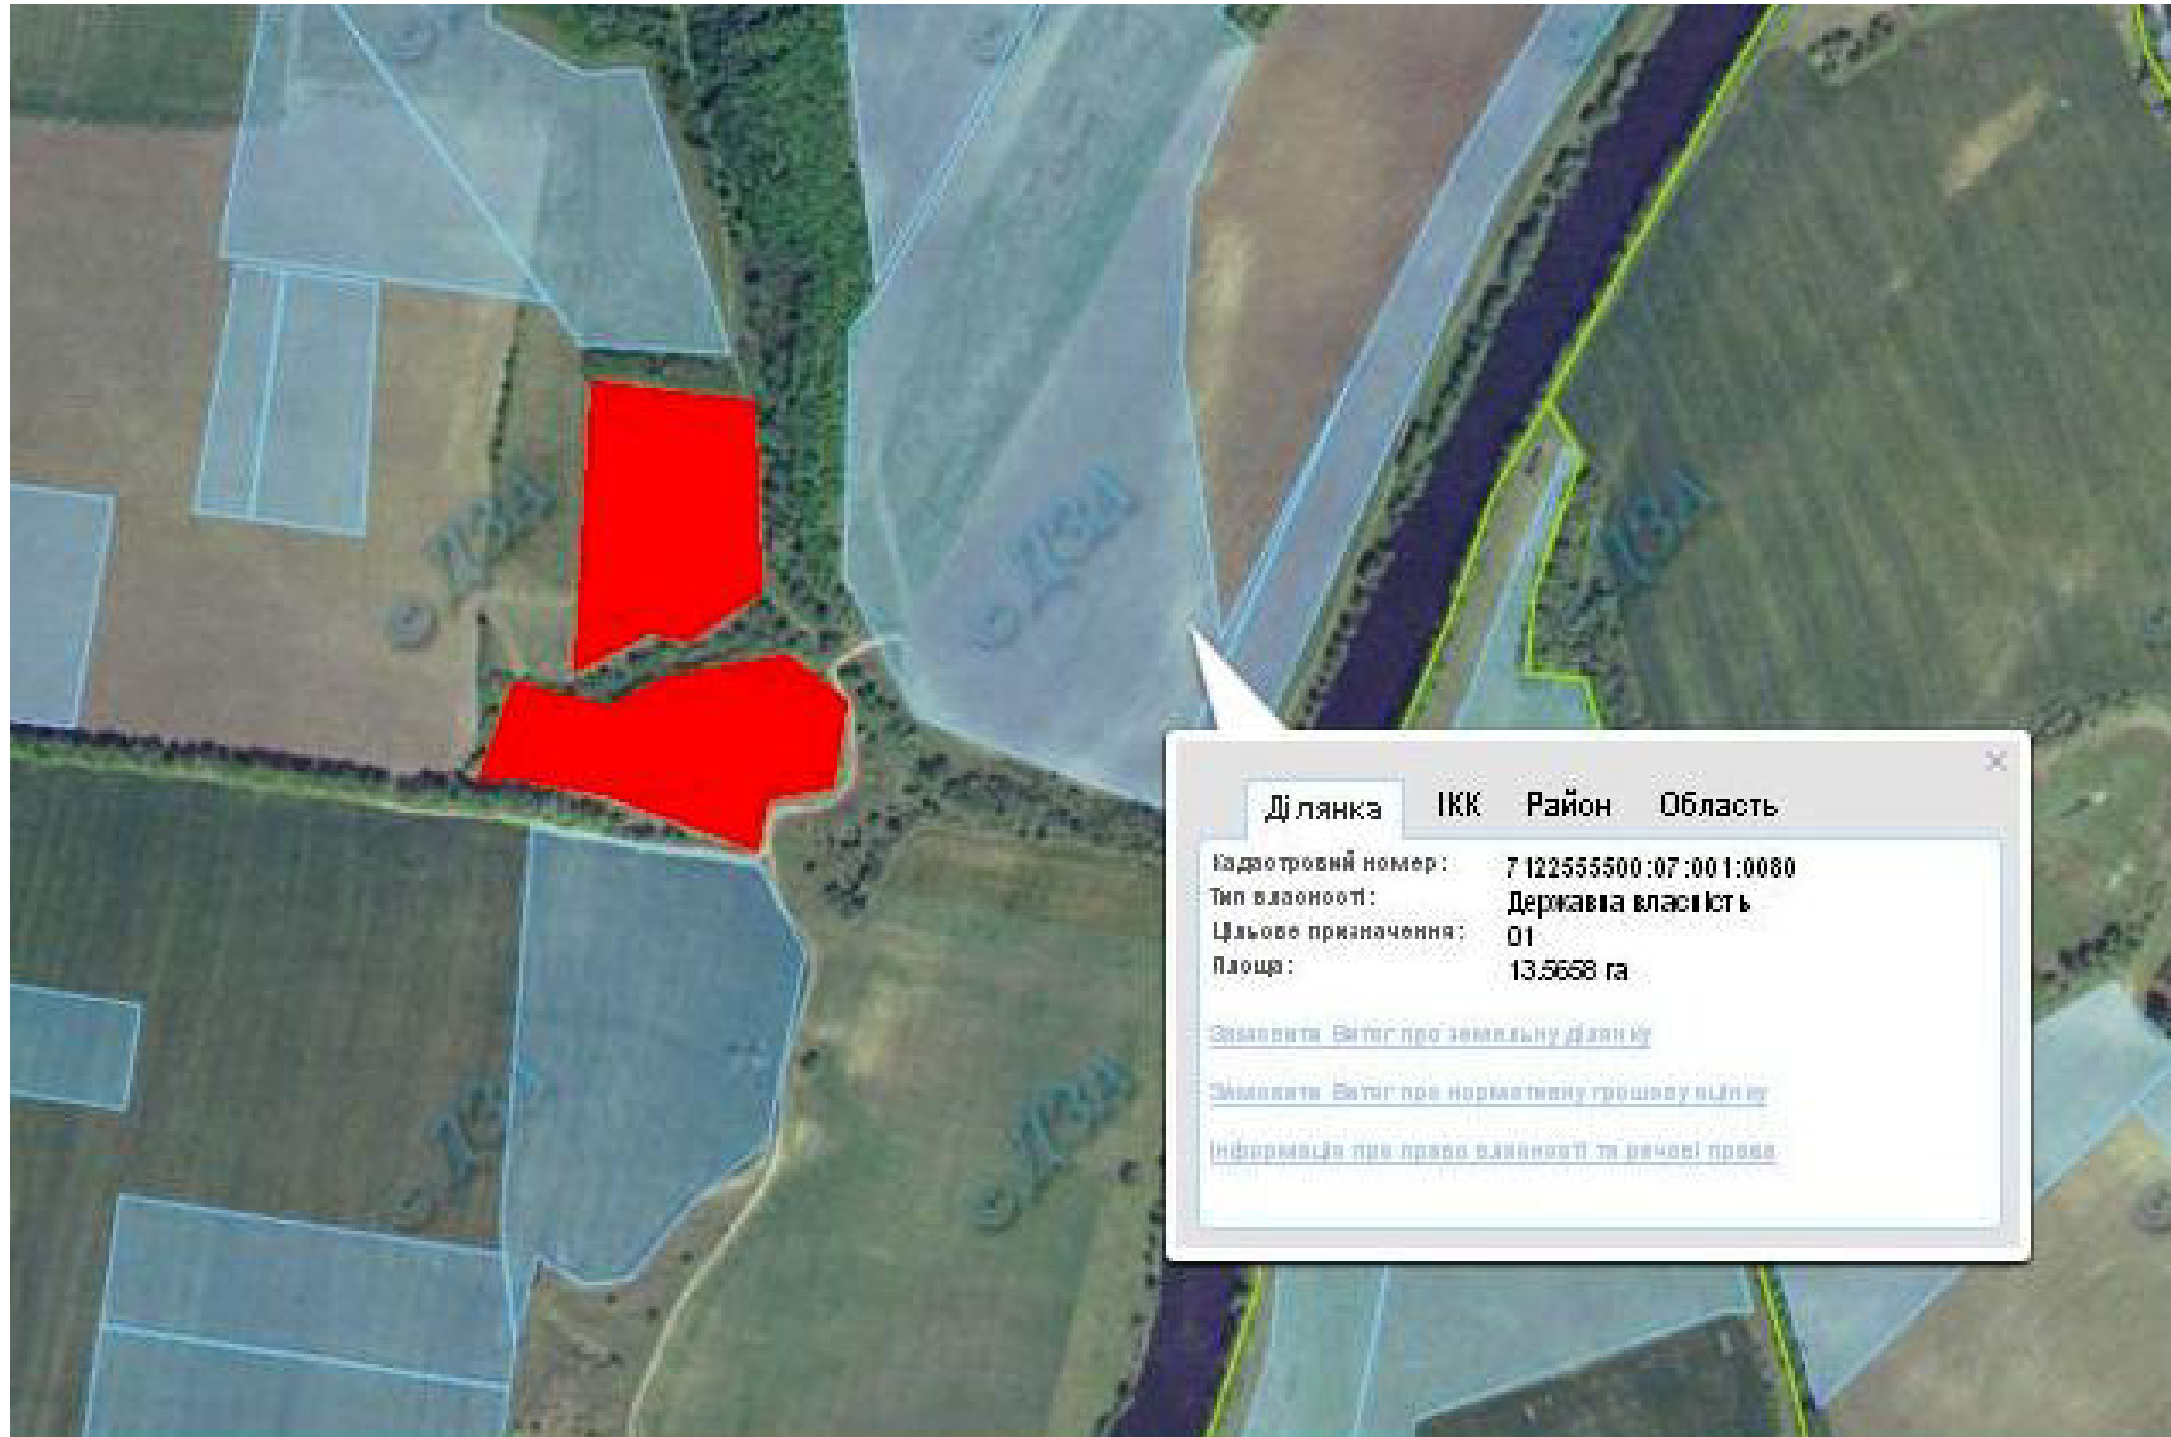 Ділянка ІКК Район Область
Кадастровий номер: 7122555500:07:001:0080
Тип власності: Державна власність
Цільове призначення: 01
Площа: 13.5658 га
Замовити Витяг про земельну ділянку
Замовити Витяг про нормативну грошову оцінку
Інформація про право власності та речові права